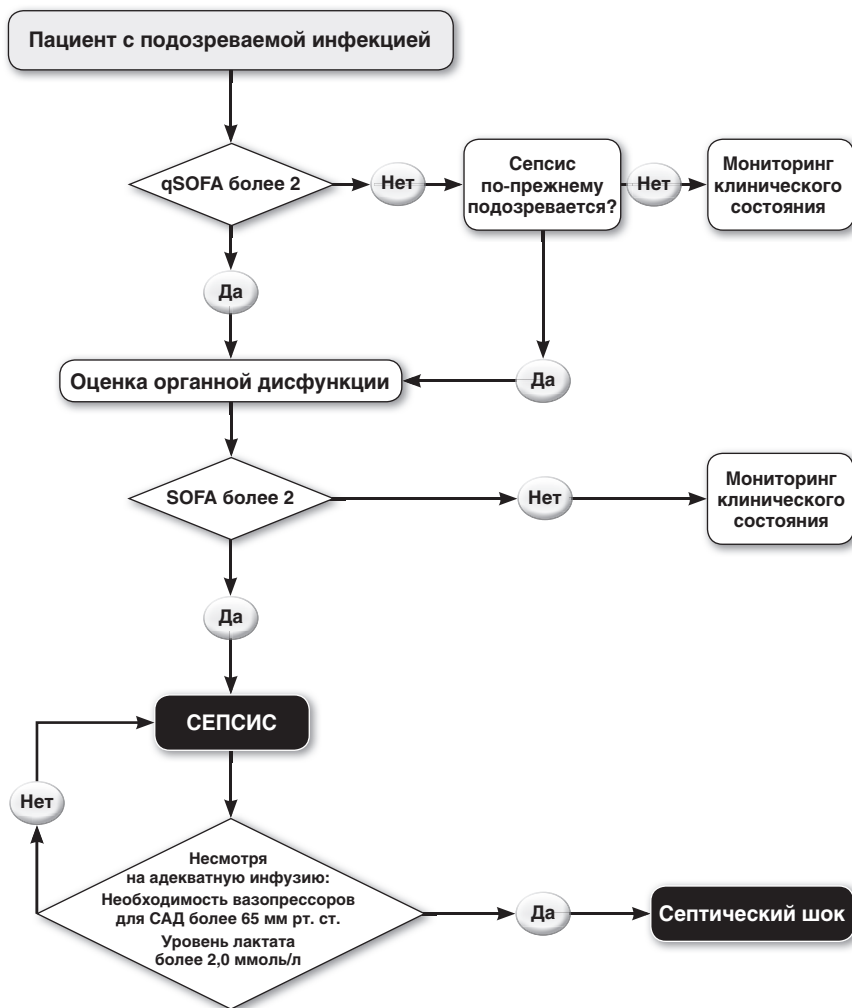 Пациент с подозреваемой инфекцией
qSOFA более 2
Нет
Сепсис
по-прежнему
подозревается?
Нет
Мониторинг
клинического
состояния
Да
Да
Оценка органной дисфункции
SOFA более 2
Нет
Мониторинг
клинического
состояния
Да
СЕПСИС
Нет
Несмотря
на адекватную инфузию:
Необходимость вазопрессоров
для САД более 65 мм рт. ст.
Уровень лактата
более 2,0 ммоль/л
Да
Септический шок